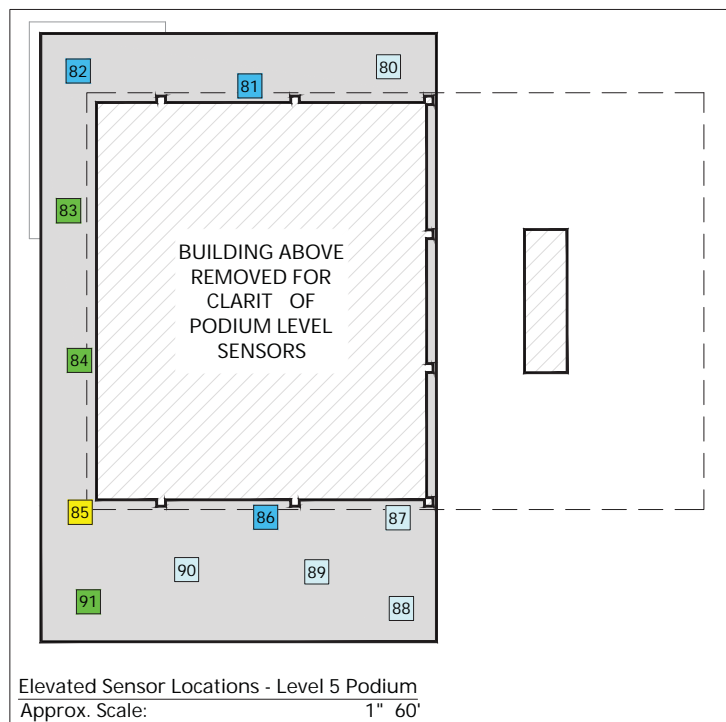 82
81
80
83
BUILDING ABOVE
REMOVED FOR
CLARIT OF
PODIUM LEVEL
SENSORS
84
85
86
87
90
89
91
88
Elevated Sensor Locations - Level 5 Podium
Approx. Scale: 1" 60'